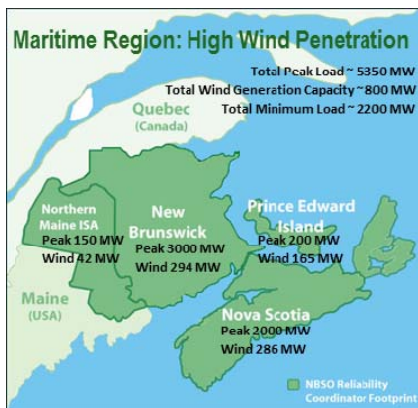 Maritime Region: High Wind Penetration
Total Peak Load ~ 5350 MW
Total Wind Generation Capacity ~800 MW
Total Minimum Load ~ 2200 MW
Quebec
(Canada)
Northern
Maine ISA
Peak 150 MW
Wind 42 MW
New
Brunswick
Peak 3000 MW
Wind 294 MW
Prince Edward
Island
Peak 200 MW
Wind 165 MW
Maine
(USA)
Nova Scotia
Peak 2000 MW
Wind 286 MW
NBSO Reliability
Coordinator Footprint